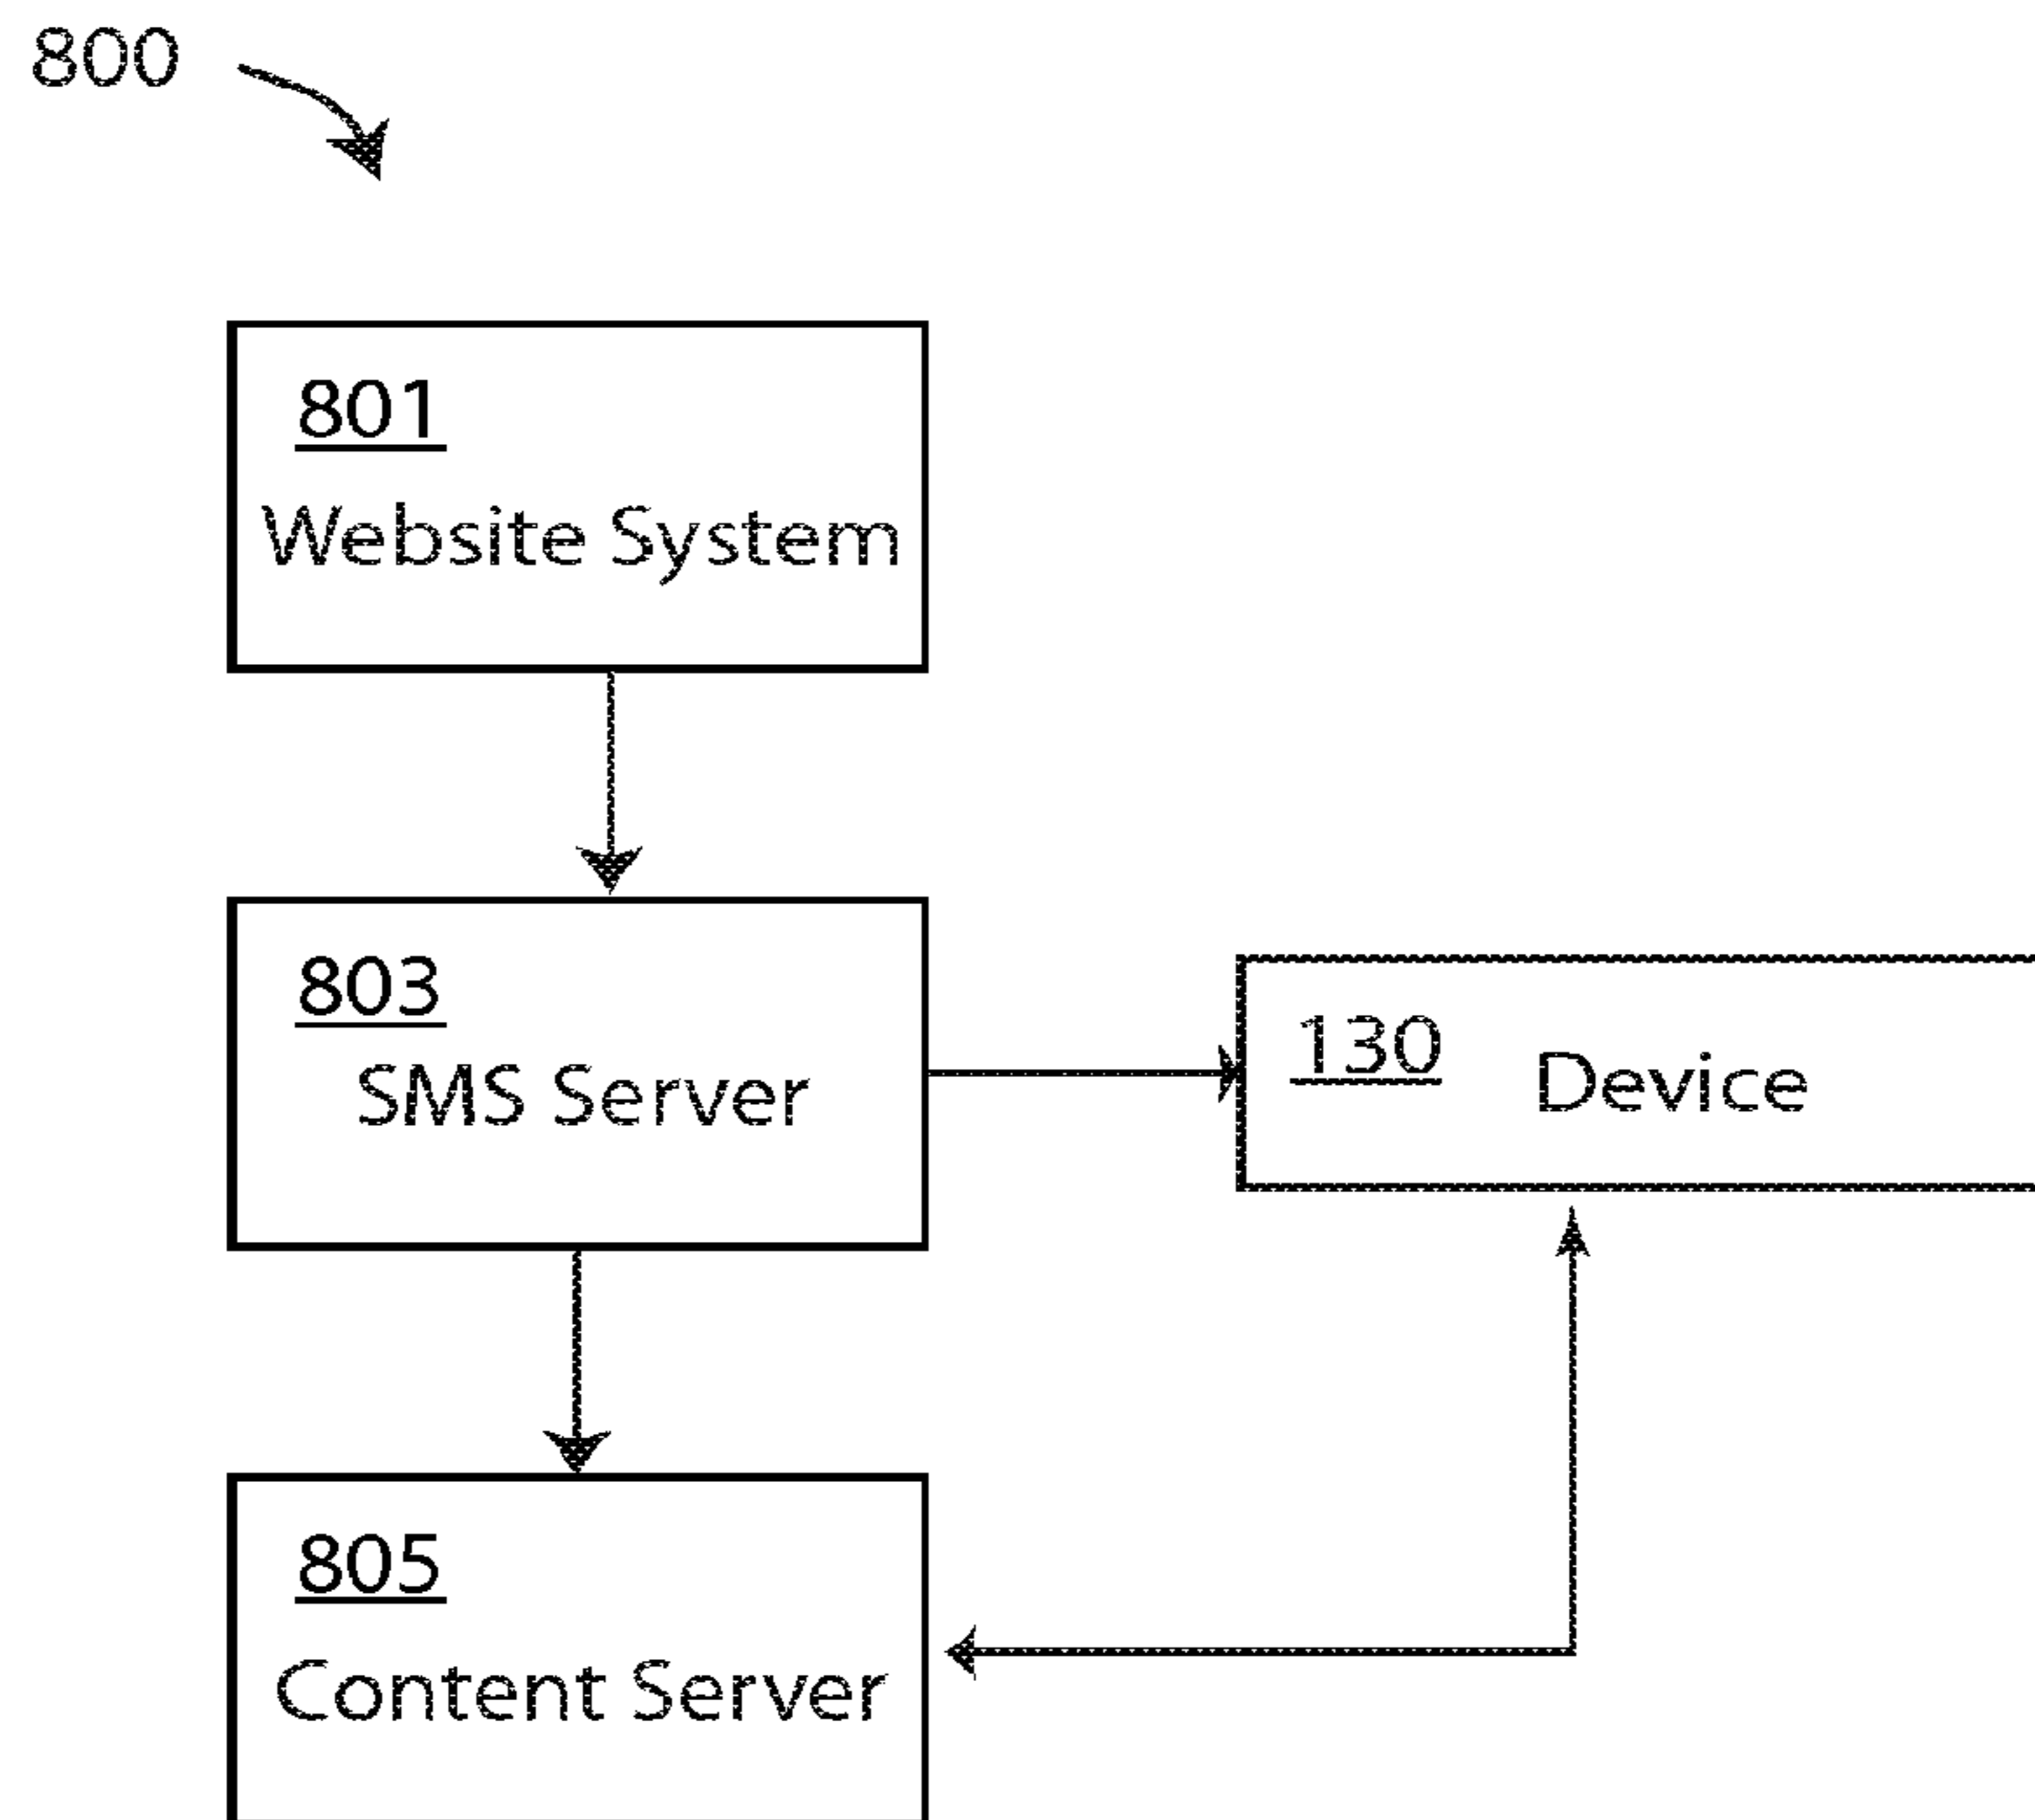 800
801
Website System
803
SMS Server
130
Device
805
Content Server